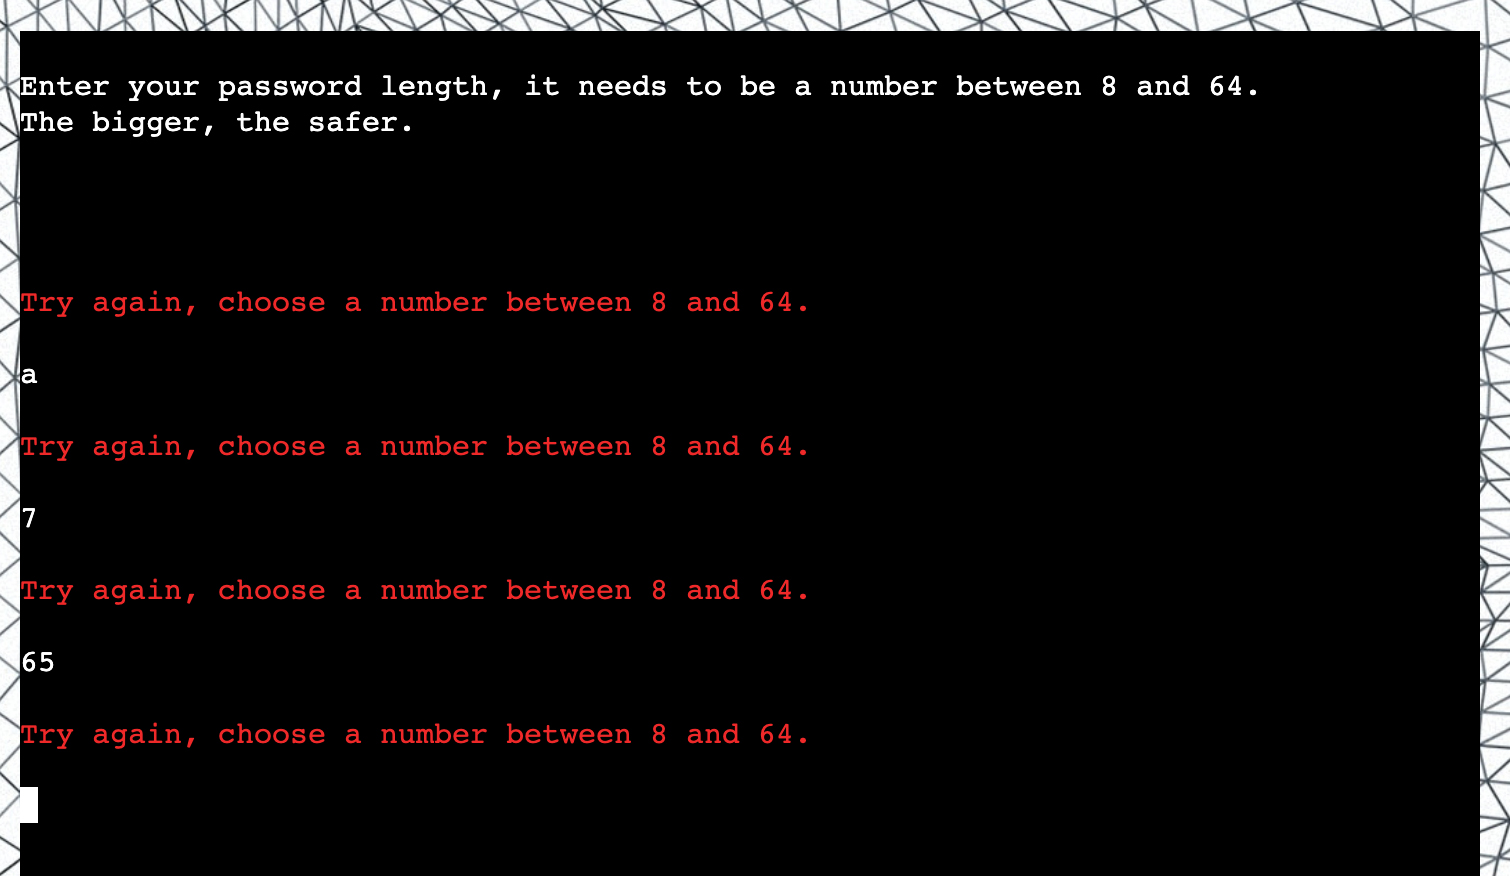 Enter your password length, it needs to be a number between 8 and 64.
The bigger, the safer.
Try again, choose a number between 8 and 64.
a
Try again, choose a number between 8 and 64.
7
Try again, choose a number between 8 and 64.
65
Try again, choose a number between 8 and 64.